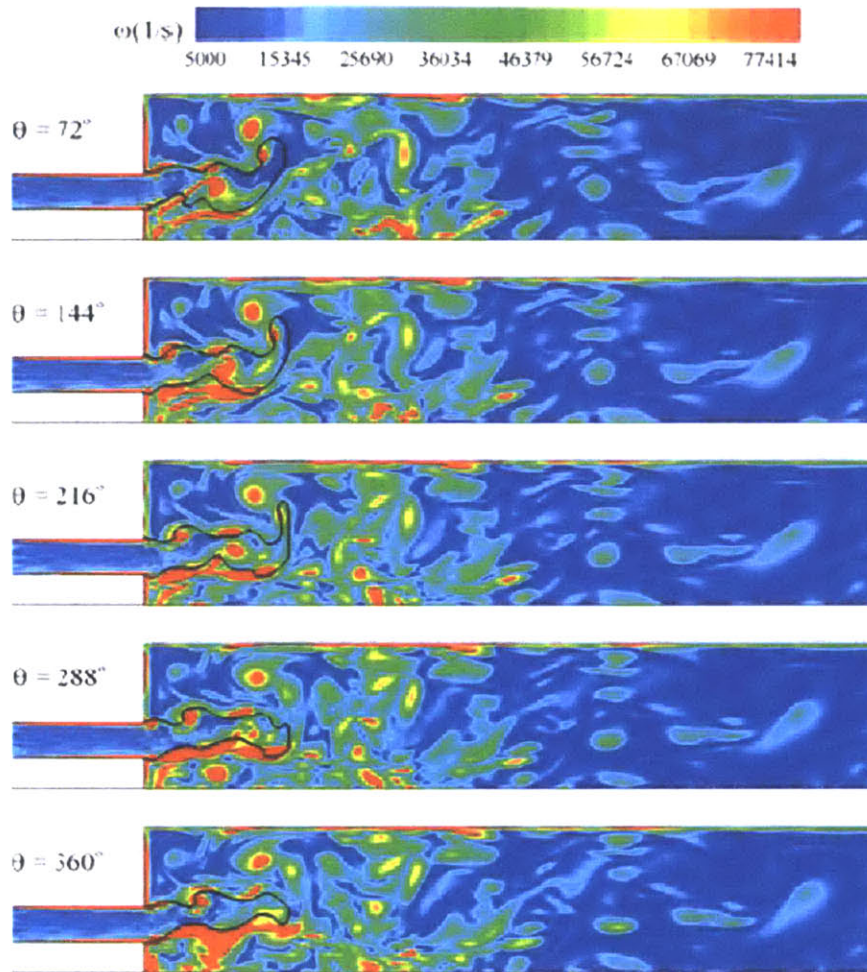 ω(1/s)
5000 15345 25690 36034 46379 56724 67069 77414
θ = 72°
θ = 144°
θ = 216°
θ = 288°
θ = 360°